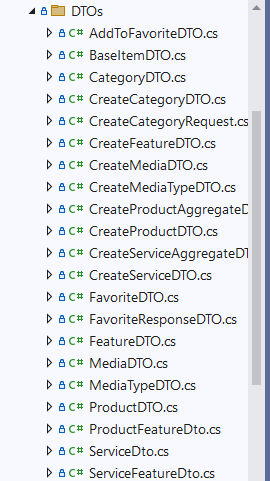 DTOs
C# AddToFavoriteDTO.cs
C# BaseItemDTO.cs
C# CategoryDTO.cs
C# CreateCategoryDTO.cs
C# CreateCategoryRequest.cs
C# CreateFeatureDTO.cs
C# CreateMediaDTO.cs
C# CreateMediaTypeDTO.cs
C# CreateProductAggregateD
C# CreateProductDTO.cs
C# CreateServiceAggregateDT
C# CreateServiceDTO.cs
C# FavoriteDTO.cs
C# FavoriteResponseDTO.cs
C# FeatureDTO.cs
C# MediaDTO.cs
C# MediaTypeDTO.cs
C# ProductDTO.cs
C# ProductFeatureDto.cs
C# ServiceDto.cs
C# ServiceFeatureDto.cs